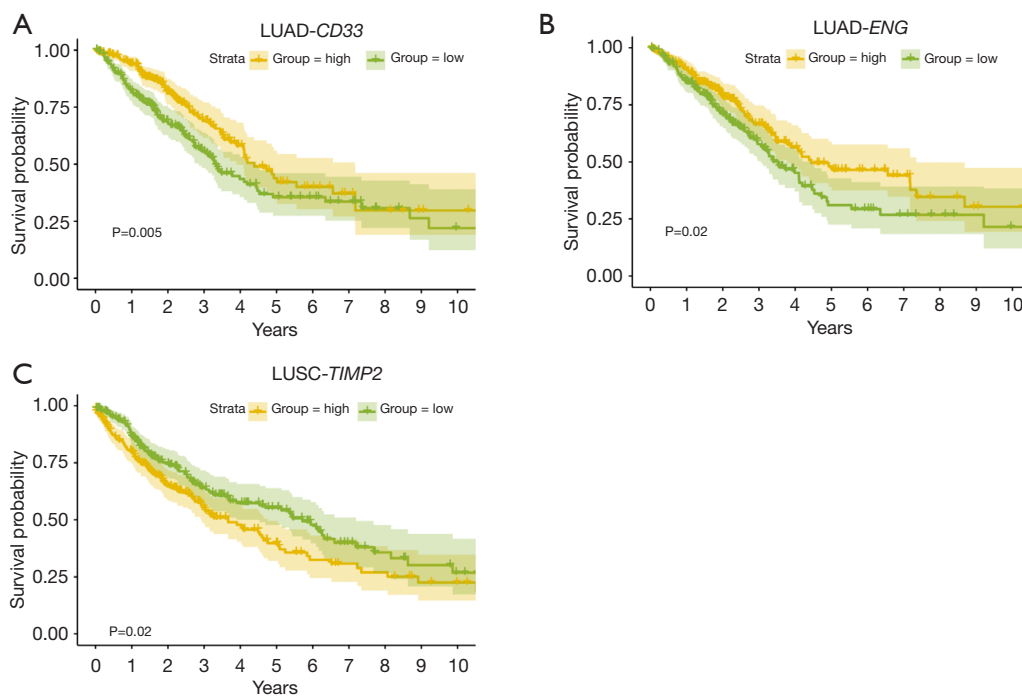 A
LUAD-CD33
Strata Group = high Group = low
1.00
0.75
0.50
0.25
0.00
Survival probability
P=0.005
0 1 2 3 4 5 6 7 8 9 10
Years
B
LUAD-ENG
Strata Group = high Group = low
1.00
0.75
0.50
0.25
0.00
Survival probability
P=0.02
0 1 2 3 4 5 6 7 8 9 10
Years
C
LUSC-TIMP2
Strata Group = high Group = low
1.00
0.75
0.50
0.25
0.00
Survival probability
P=0.02
0 1 2 3 4 5 6 7 8 9 10
Years